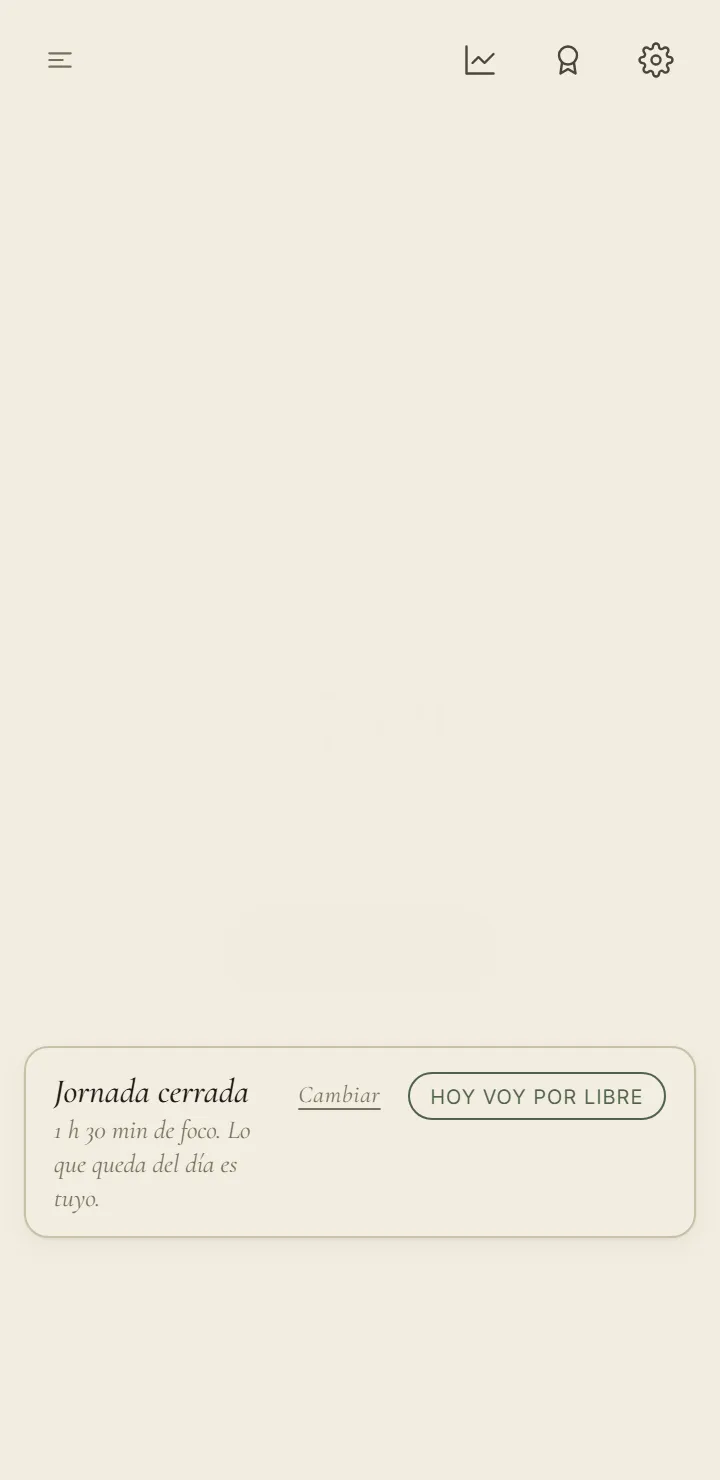 Jornada cerrada
Cambiar
HOY VOY POR LIBRE
1 h 30 min de foco. Lo
que queda del día es
tuyo.